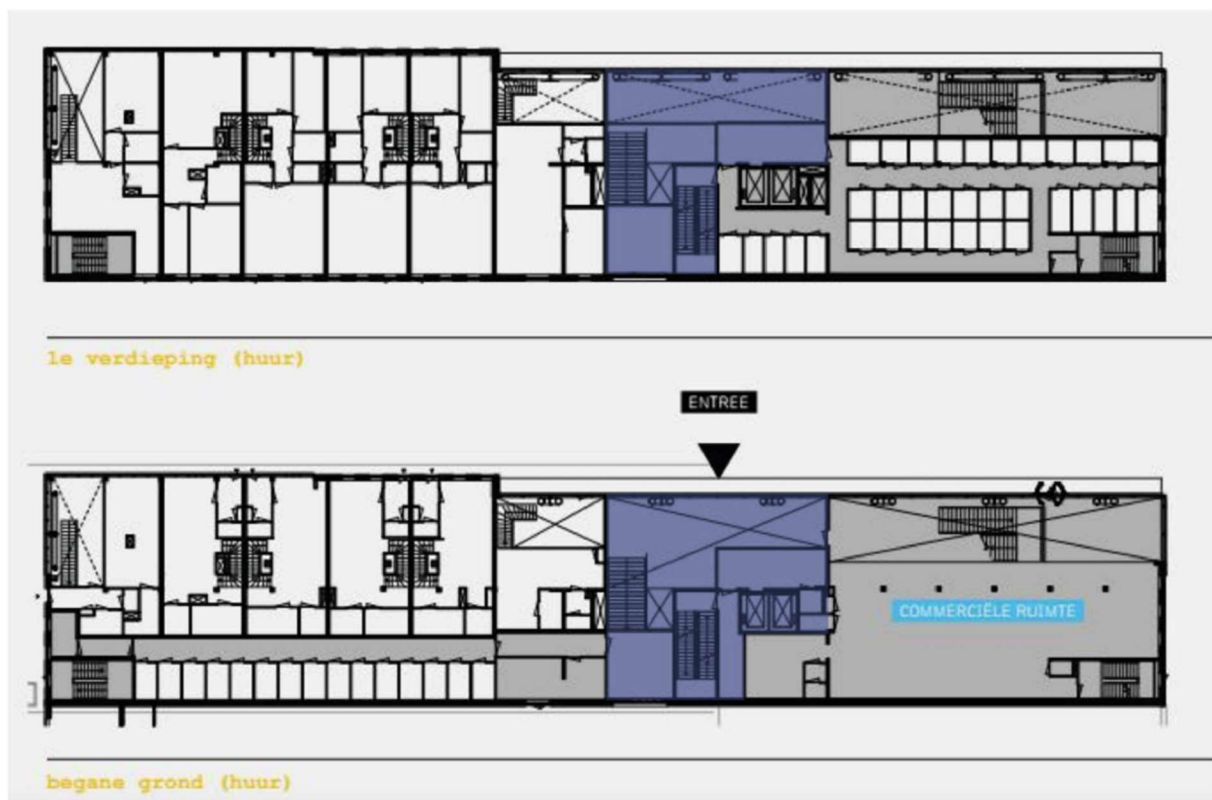 1e verdieping (huur)
ENTREE
COMMERCIËLE RUIMTE
begane grond (huur)